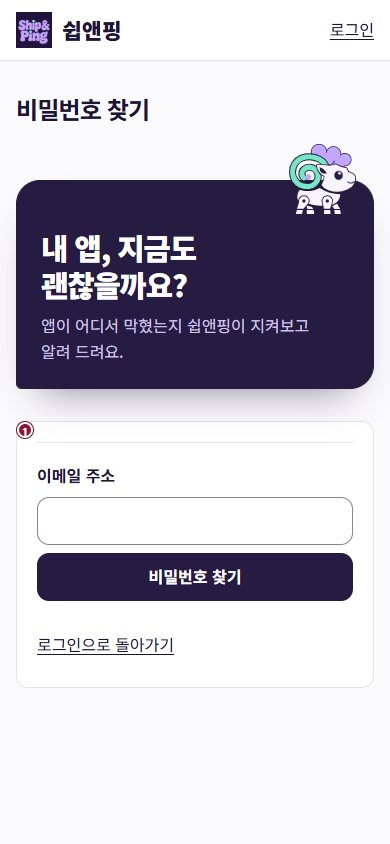 Ship&
Ping
쉽앤핑
로그인
비밀번호 찾기
내 앱, 지금도
괜찮을까요?
앱이 어디서 막혔는지 쉽앤핑이 지켜보고
알려 드려요.
1
이메일 주소
비밀번호 찾기
로그인으로 돌아가기